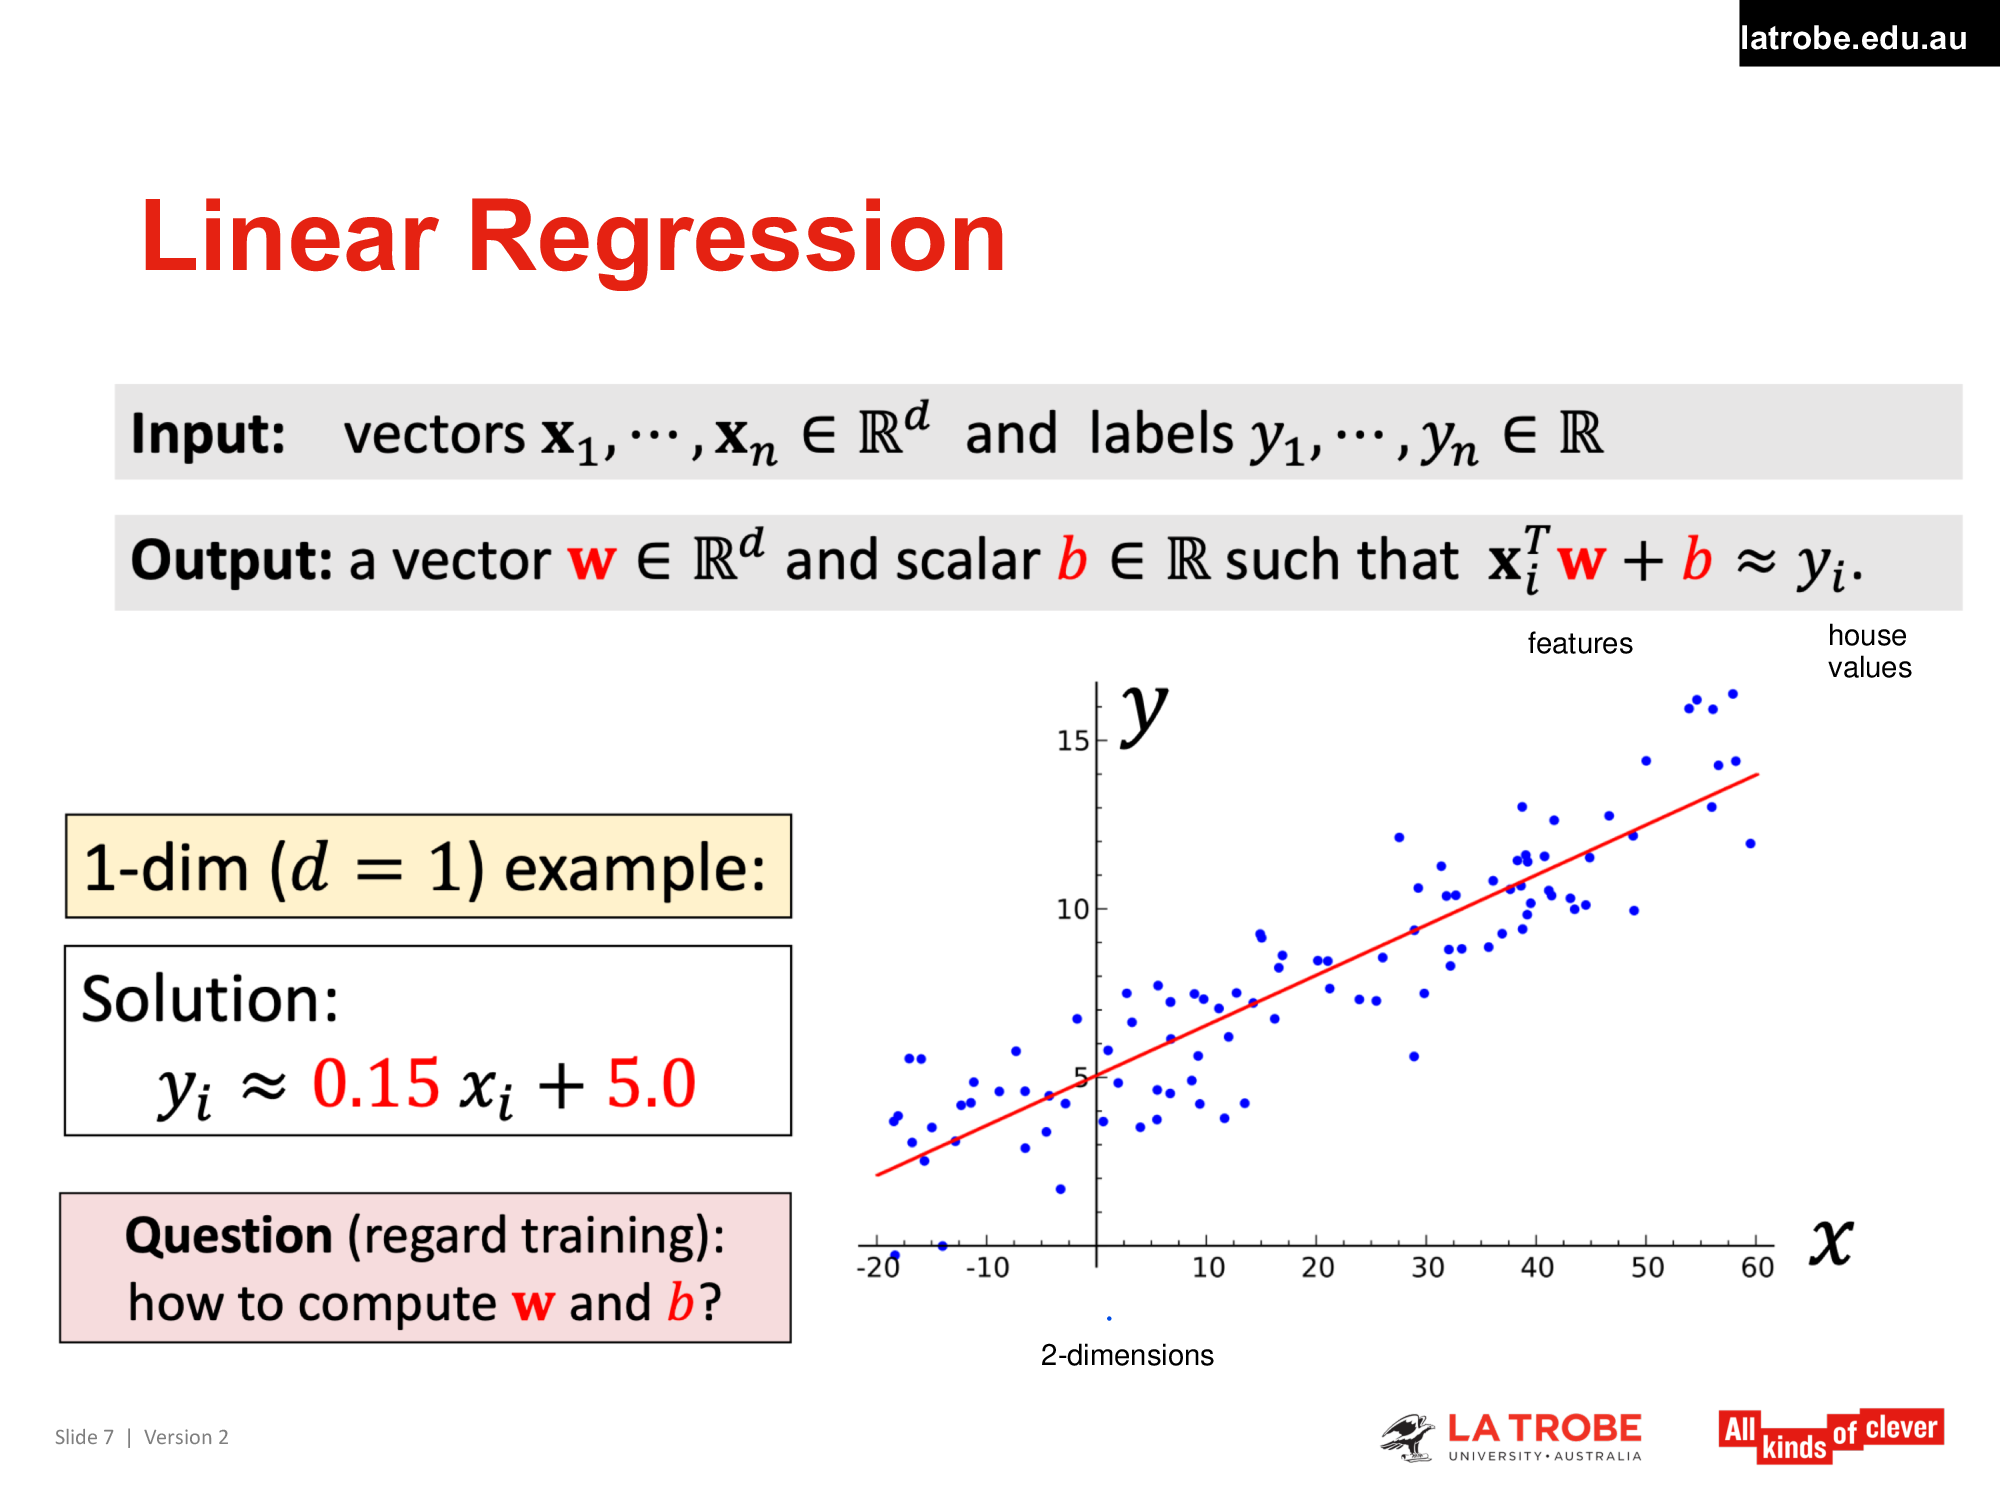 latrobe.edu.au
Linear Regression
Input: vectors 𝐱₁, ⋯ , 𝐱ₙ ∈ ℝᵈ and labels y₁, ⋯ , yₙ ∈ ℝ
Output: a vector 𝐰 ∈ ℝᵈ and scalar b ∈ ℝ such that 𝐱ᵢᵀ𝐰 + b ≈ yᵢ.
features
house
values
1-dim (d = 1) example:
Solution:
yᵢ ≈ 0.15 xᵢ + 5.0
Question (regard training):
how to compute 𝐰 and b?
y
15
10
5
-20 -10 10 20 30 40 50 60
x
2-dimensions
Slide 7 | Version 2
LA TROBE
UNIVERSITY • AUSTRALIA
All kinds of clever